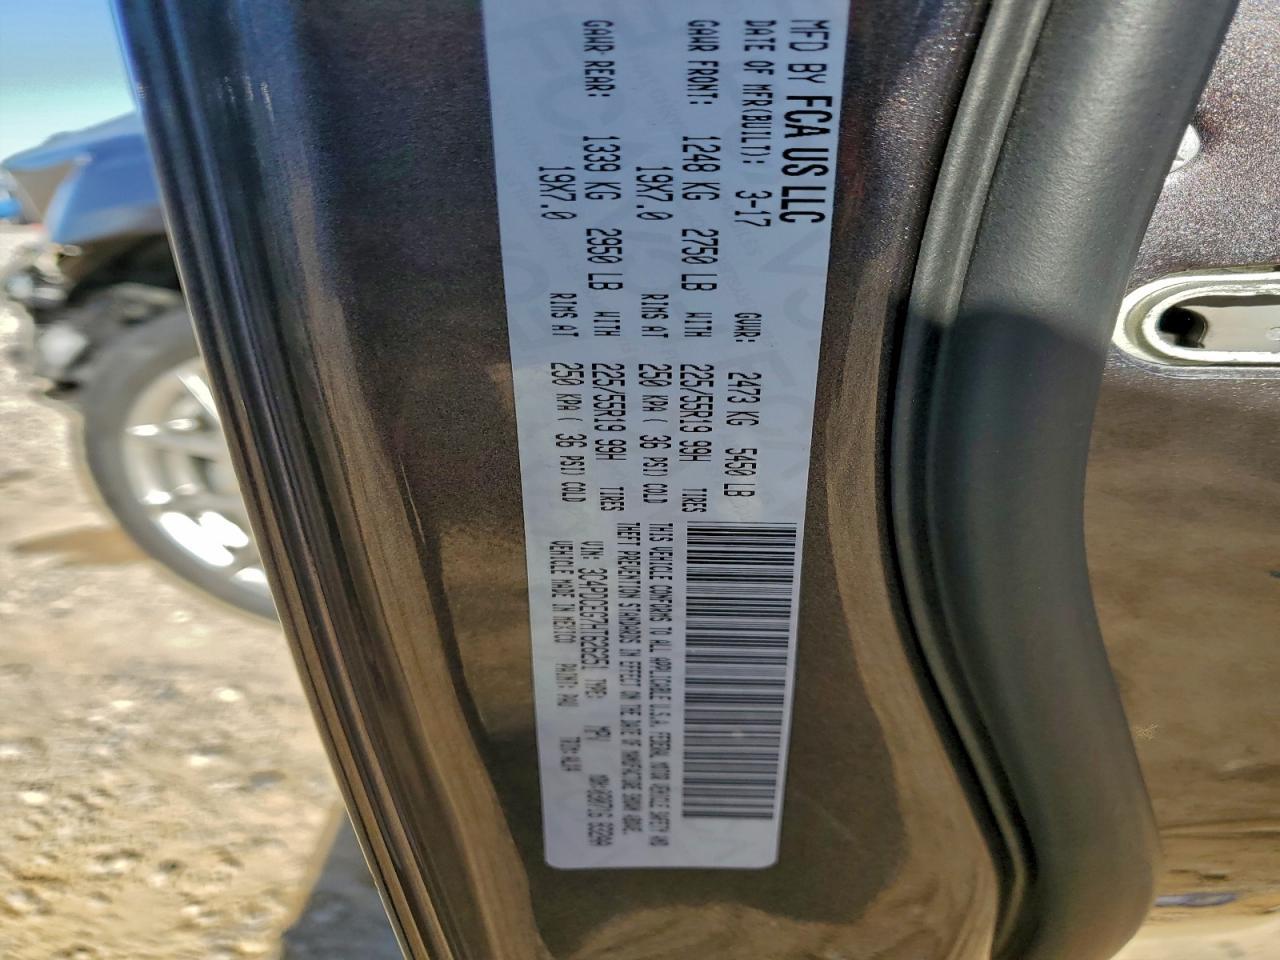 MFD BY FCA US LLC
DATE OF MFR(BUILT): 3-17 GVWR: 2473 KG 5450 LB
GAWR FRONT: 1248 KG 2750 LB WITH 225/55R19 99H TIRES
19X7.0 RIMS AT 250 KPA ( 36 PSI) COLD
GAWR REAR: 1339 KG 2950 LB WITH 225/55R19 99H TIRES
19X7.0 RIMS AT 250 KPA ( 36 PSI) COLD
THIS VEHICLE CONFORMS TO ALL APPLICABLE U.S.A. FEDERAL MOTOR VEHICLE SAFETY AND
THEFT PREVENTION STANDARDS IN EFFECT ON THE DATE OF MANUFACTURE SHOWN ABOVE.
VIN: 3C4PDCEG7HT626251 TYPE: MPV
VEHICLE MADE IN MEXICO PAINT: PAU